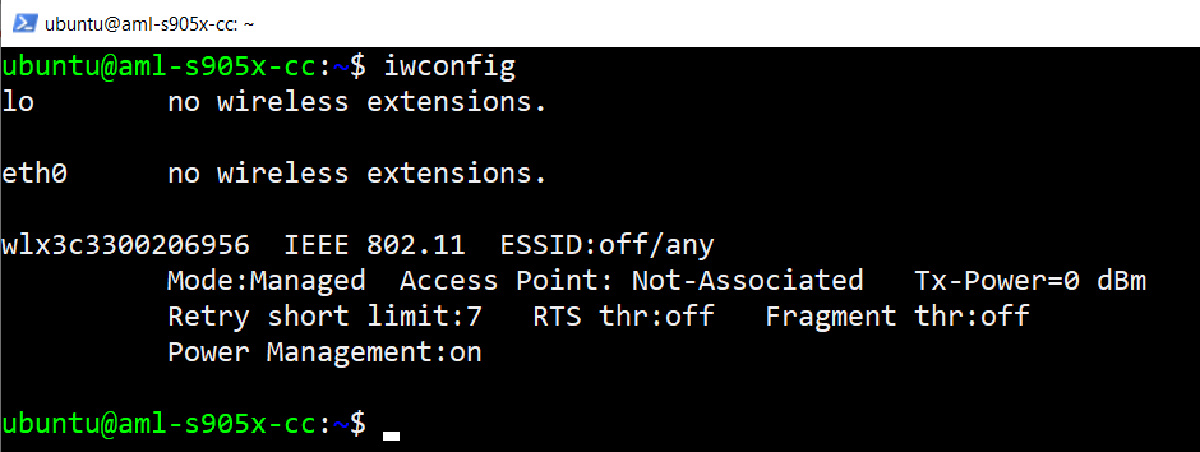 ubuntu@aml-s905x-cc: ~
ubuntu@aml-s905x-cc:~$ iwconfig
lo        no wireless extensions.
eth0      no wireless extensions.
wlx3c3300206956  IEEE 802.11  ESSID:off/any
          Mode:Managed  Access Point: Not-Associated   Tx-Power=0 dBm
          Retry short limit:7   RTS thr:off   Fragment thr:off
          Power Management:on
ubuntu@aml-s905x-cc:~$